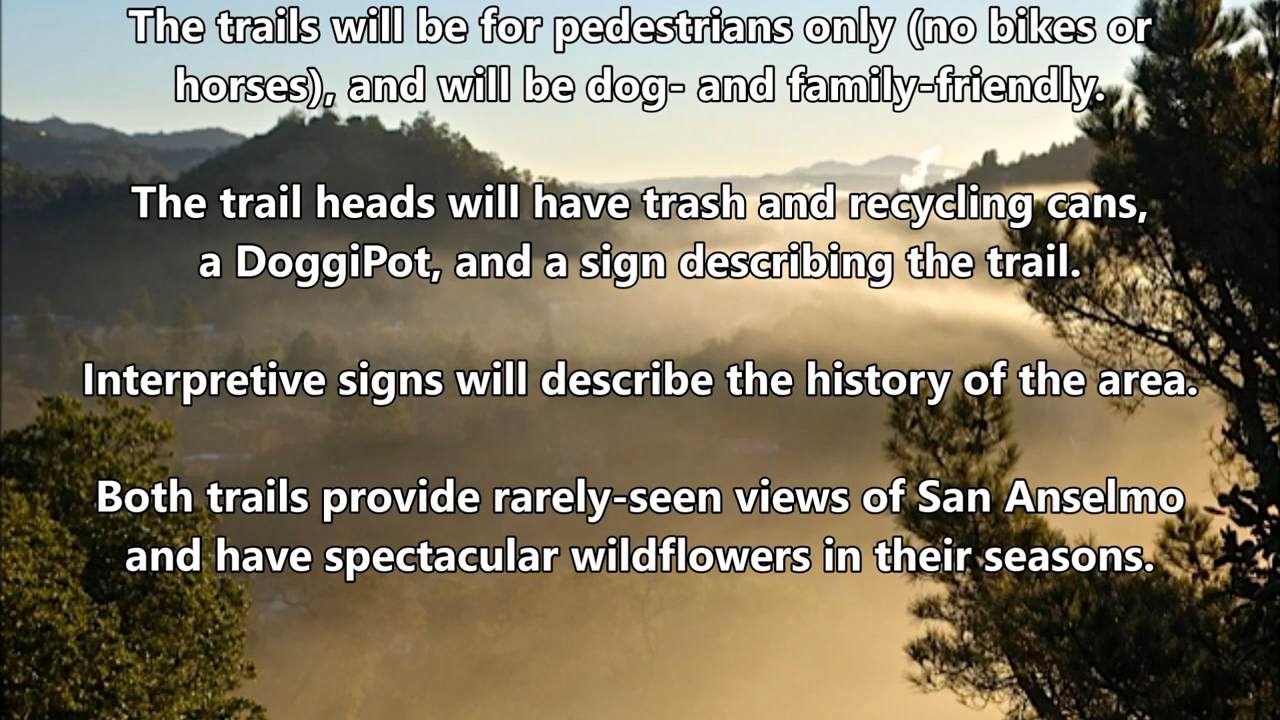 The trails will be for pedestrians only (no bikes or
horses), and will be dog- and family-friendly.
The trail heads will have trash and recycling cans,
a DoggiPot, and a sign describing the trail.
Interpretive signs will describe the history of the area.
Both trails provide rarely-seen views of San Anselmo
and have spectacular wildflowers in their seasons.